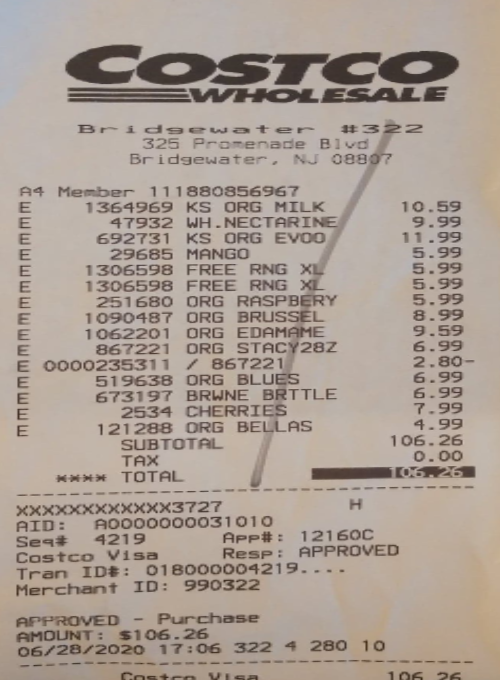 COSTCO
WHOLESALE
Bridgewater #322
325 Promenade Blvd
Bridgewater, NJ 08807
A4 Member 111880856967
E 1364969 KS ORG MILK 10.59
E 47932 WH.NECTARINE 9.99
E 692731 KS ORG EVOO 11.99
E 29685 MANGO 5.99
E 1306598 FREE RNG XL 5.99
E 1306598 FREE RNG XL 5.99
E 251680 ORG RASPBERY 5.99
E 1090487 ORG BRUSSEL 8.99
E 1062201 ORG EDAMAME 9.59
E 867221 ORG STACY28Z 6.99
E 0000235311 / 867221 2.80-
E 519638 ORG BLUES 6.99
E 673197 BRWNE BRTTLE 6.99
E 2534 CHERRIES 7.99
E 121288 ORG BELLAS 4.99
SUBTOTAL 106.26
TAX 0.00
**** TOTAL 106.26
XXXXXXXXXXXX3727 H
AID: A0000000031010
Seq# 4219 App#: 12160C
Costco Visa Resp: APPROVED
Tran ID#: 018000004219....
Merchant ID: 990322
APPROVED - Purchase
AMOUNT: $106.26
06/28/2020 17:06 322 4 280 10
Costco Visa 106.26